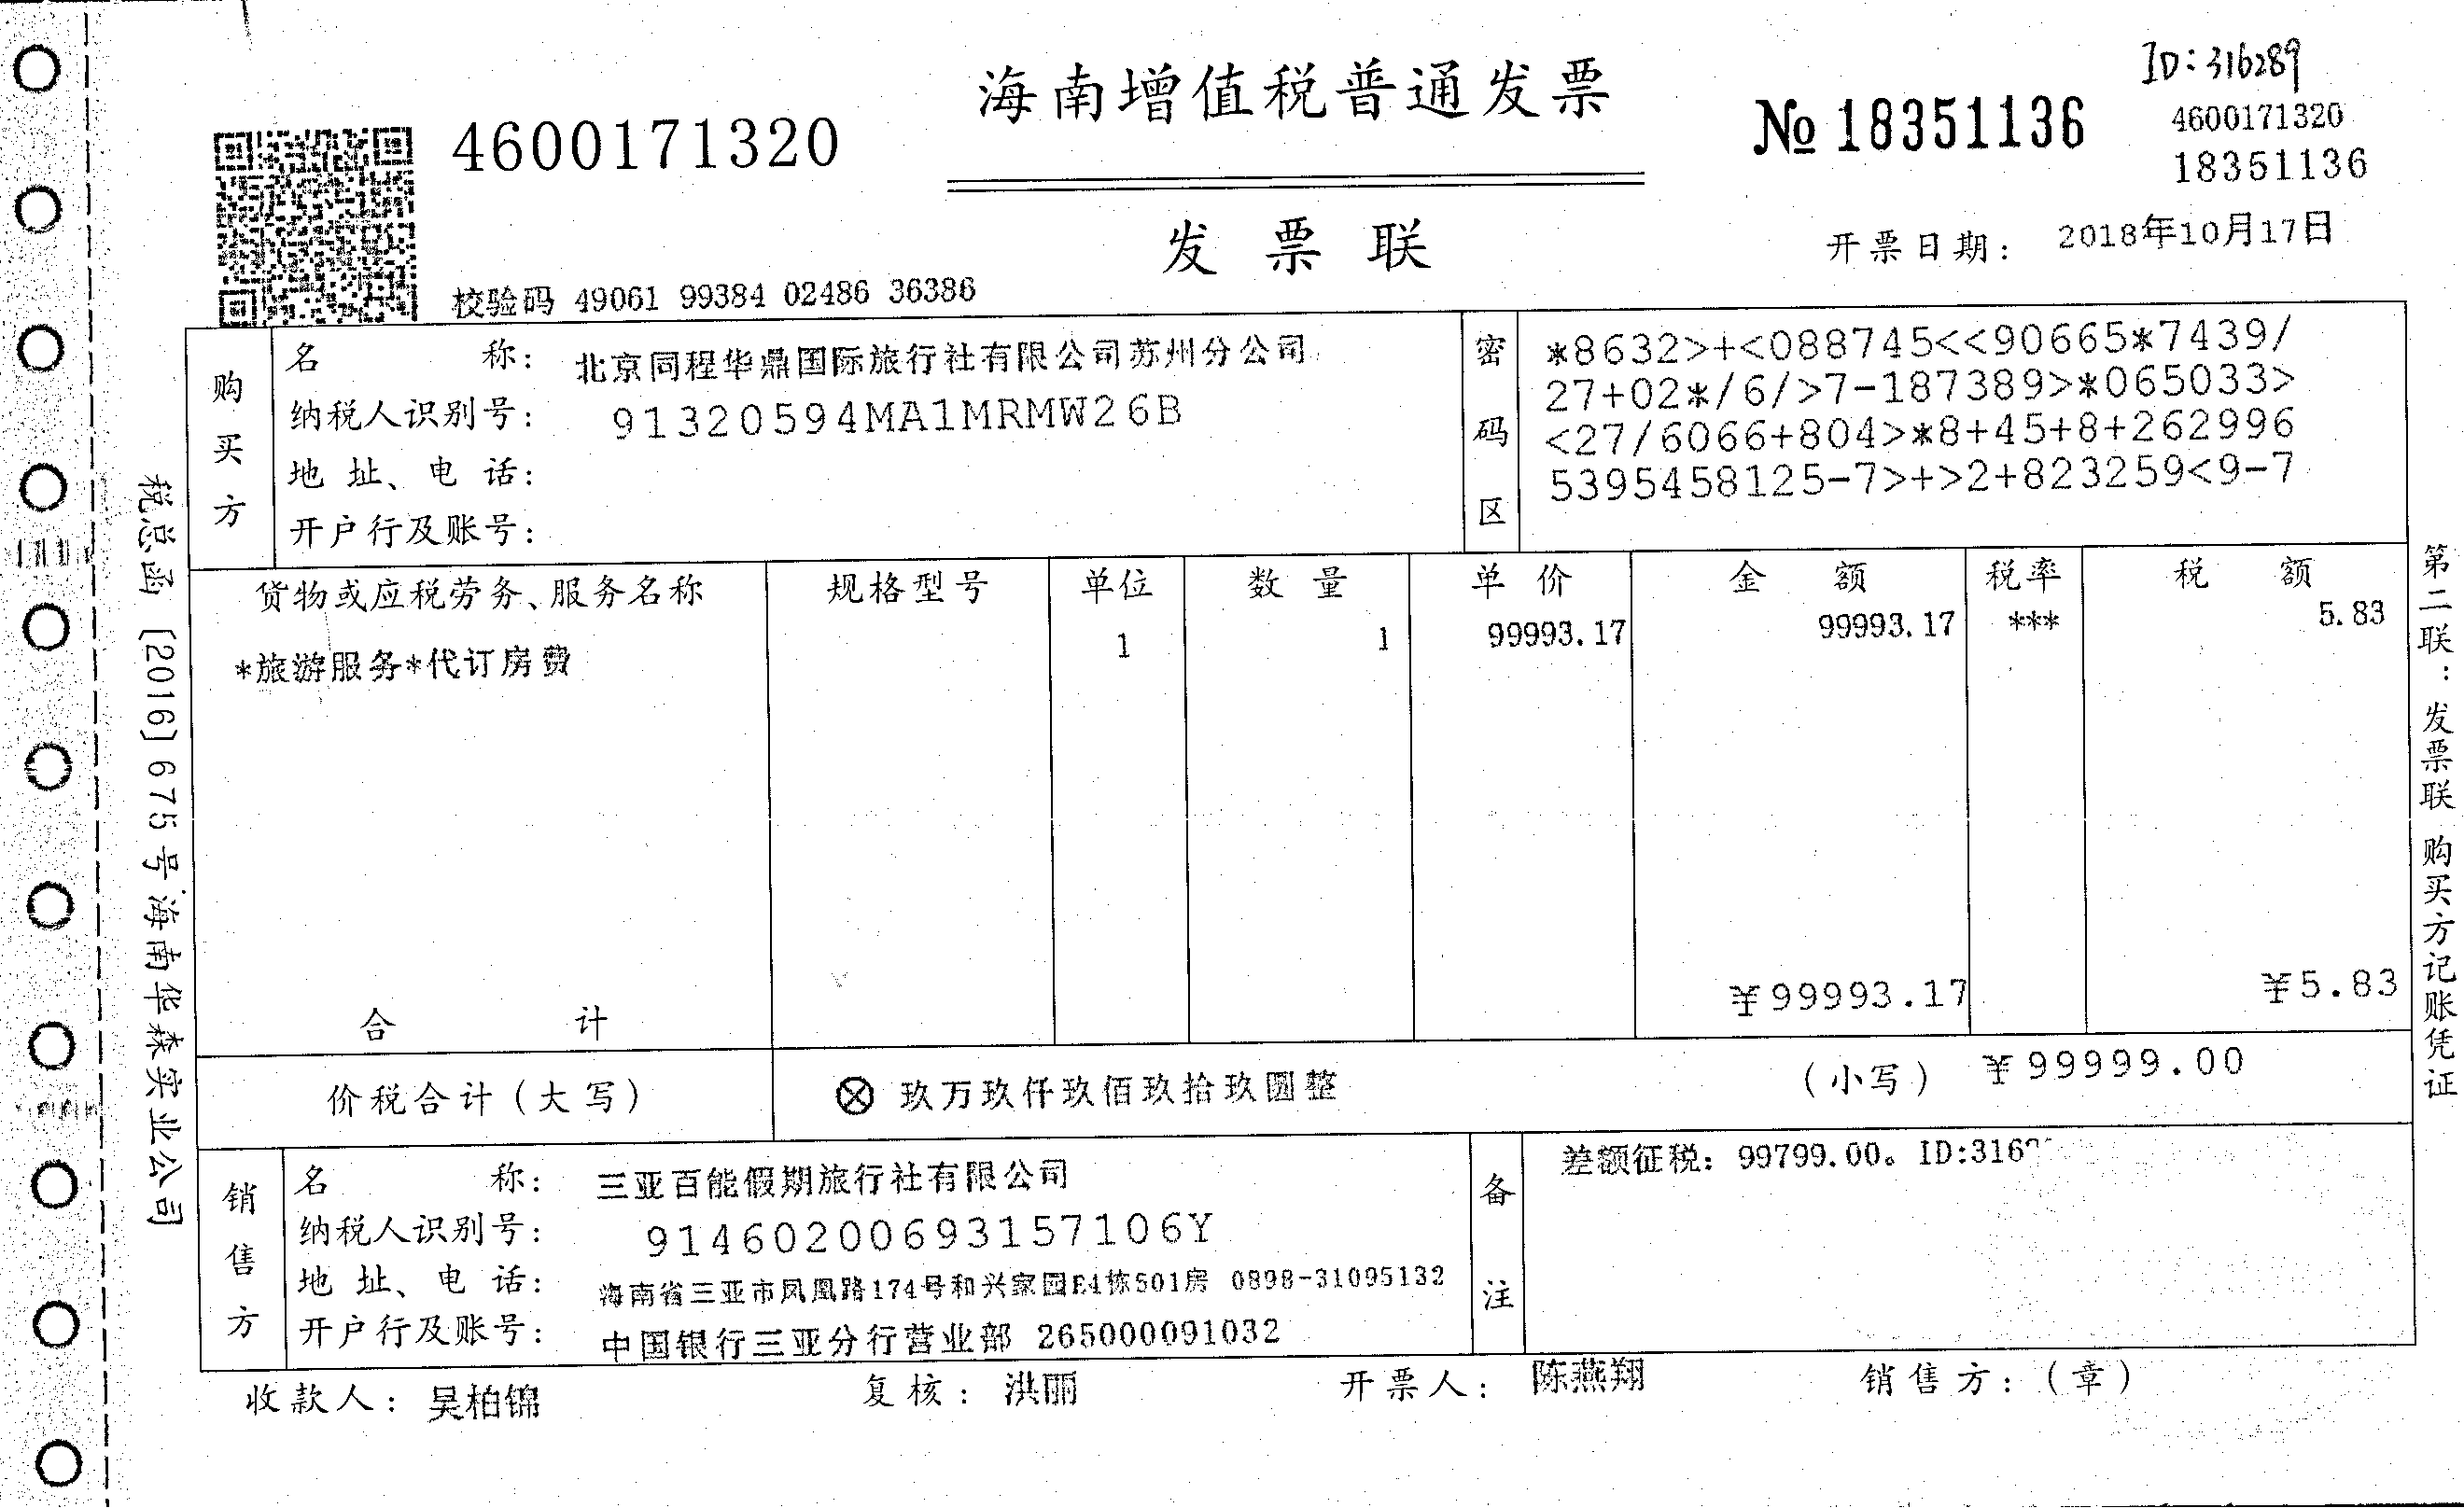 ID:316289
海南增值税普通发票
4600171320
№18351136
4600171320
18351136
发票联
开票日期: 2018年10月17日
校验码 49061 99384 02486 36386
购买方
名称: 北京同程华鼎国际旅行社有限公司苏州分公司
纳税人识别号: 91320594MA1MRMW26B
地址、电话:
开户行及账号:
密码区
*8632>+<088745<<90665*7439/
27+02*/6/>7-187389>*065033>
<27/6066+804>*8+45+8+262996
5395458125-7>+>2+823259<9-7
货物或应税劳务、服务名称 规格型号 单位 数量 单价 金额 税率 税额
*旅游服务*代订房费 1 1 99993.17 99993.17 *** 5.83
合计 ¥99993.17 ¥5.83
价税合计(大写) ⊗玖万玖仟玖佰玖拾玖圆整 (小写) ¥99999.00
销售方
名称: 三亚百能假期旅行社有限公司
纳税人识别号: 91460200693157106Y
地址、电话: 海南省三亚市凤凰路174号和兴家园E4栋501房 0898-31095132
开户行及账号: 中国银行三亚分行营业部 265000091032
备注
差额征税: 99799.00。ID:316
收款人: 吴柏锦 复核: 洪丽 开票人: 陈燕翔 销售方:(章)
税总函[2016]675号海南华森实业公司
第二联:发票联 购买方记账凭证